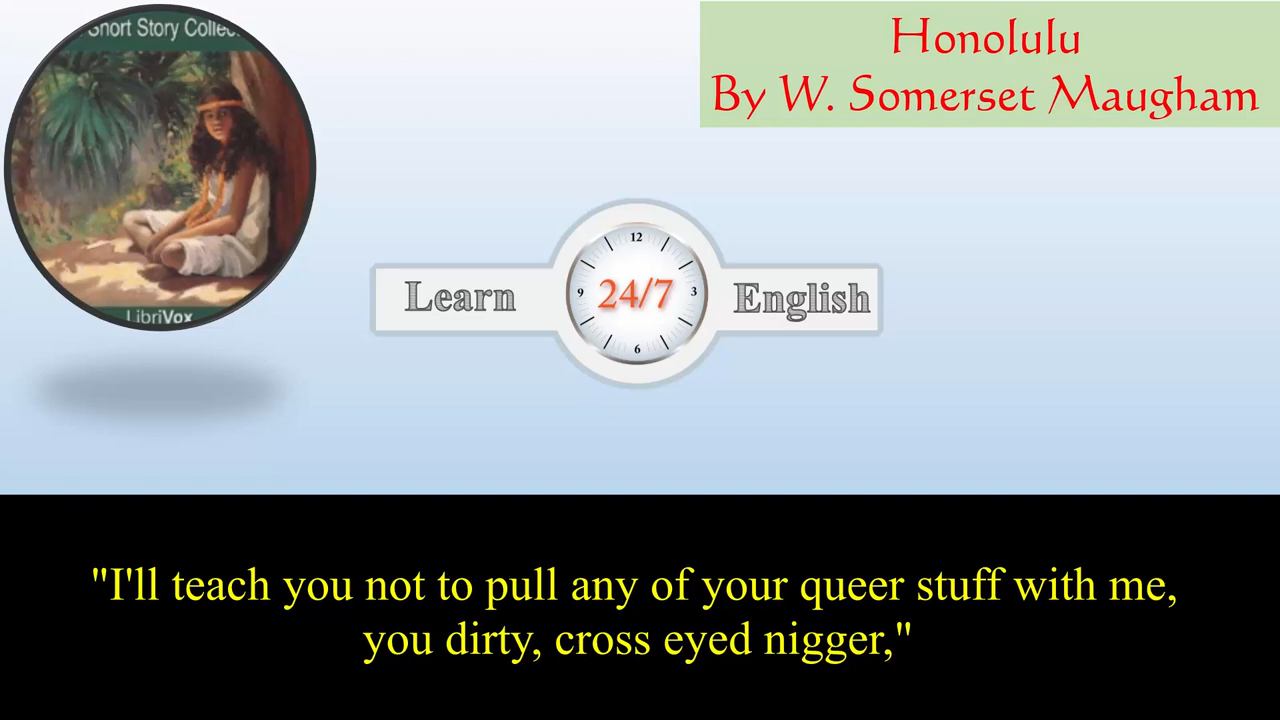 Short Story Collec
LibriVox
Honolulu
By W. Somerset Maugham
12
9
3
6
Learn 24/7 English
"I'll teach you not to pull any of your queer stuff with me,
you dirty, cross eyed nigger,"